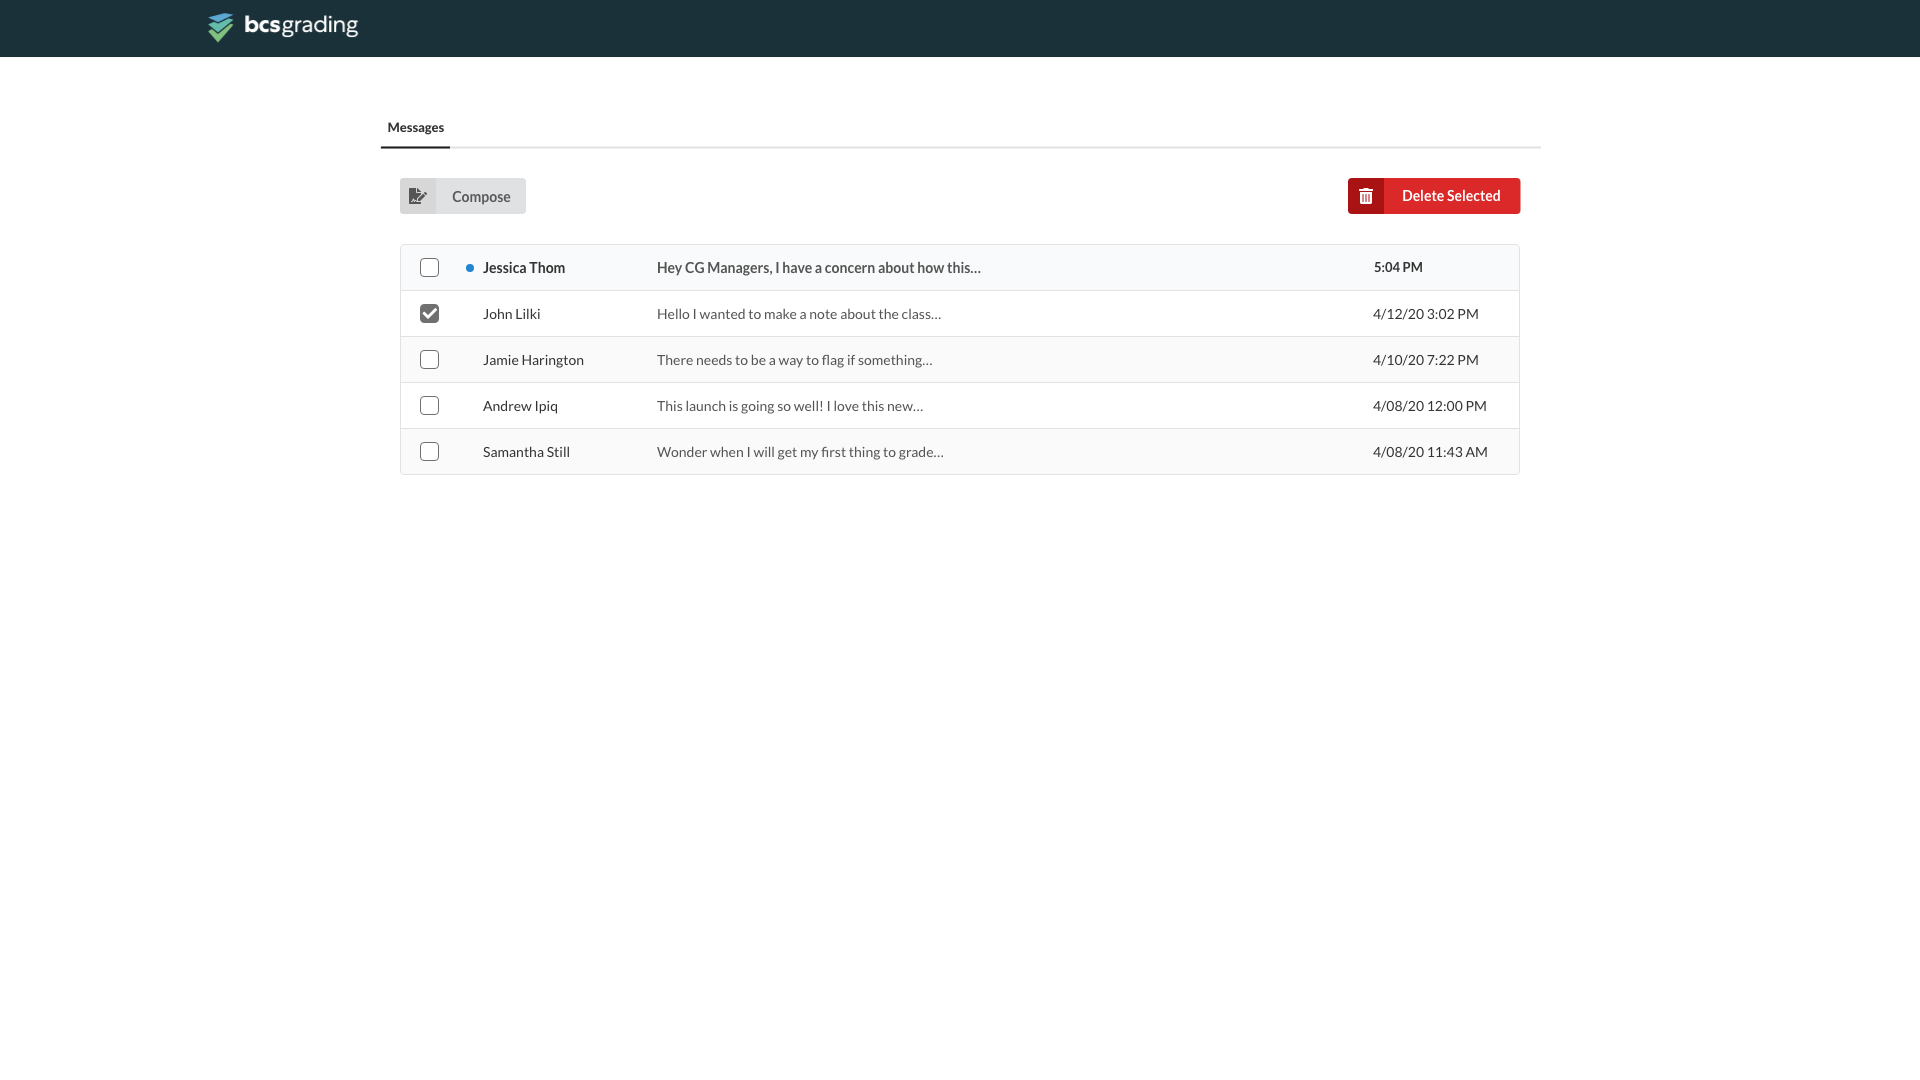 bcsgrading
Messages
Compose
Delete Selected
Jessica Thom Hey CG Managers, I have a concern about how this... 5:04 PM
John Lilki Hello I wanted to make a note about the class... 4/12/20 3:02 PM
Jamie Harington There needs to be a way to flag if something... 4/10/20 7:22 PM
Andrew Ipiq This launch is going so well! I love this new... 4/08/20 12:00 PM
Samantha Still Wonder when I will get my first thing to grade... 4/08/20 11:43 AM